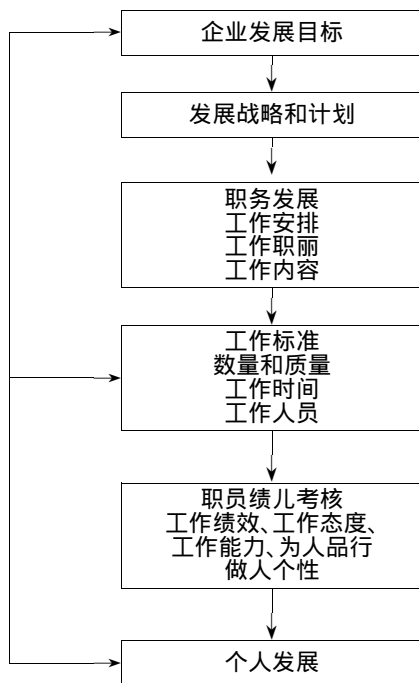 企业发展目标
发展战略和计划
职务发展
工作安排
工作职丽
工作内容
工作标准
数量和质量
工作时间
工作人员
职员绩儿考核
工作绩效、工作态度、
工作能力、为人品行
做人个性
个人发展